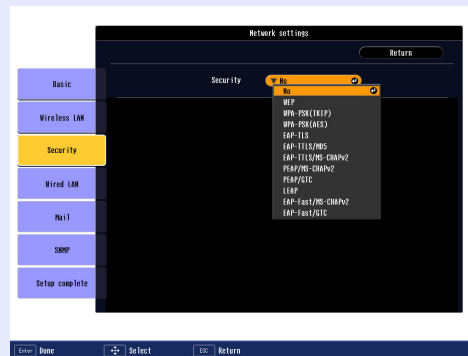 Network settings
Return
Basic
Wireless LAN
Security
Wired LAN
Mail
SNMP
Setup complete
Security
No
No
WEP
WPA-PSK(TKIP)
WPA-PSK(AES)
EAP-TLS
EAP-TTLS/MD5
EAP-TTLS/MS-CHAPv2
PEAP/MS-CHAPv2
PEAP/GTC
LEAP
EAP-Fast/MS-CHAPv2
EAP-Fast/GTC
Enter Done Select ESC Return